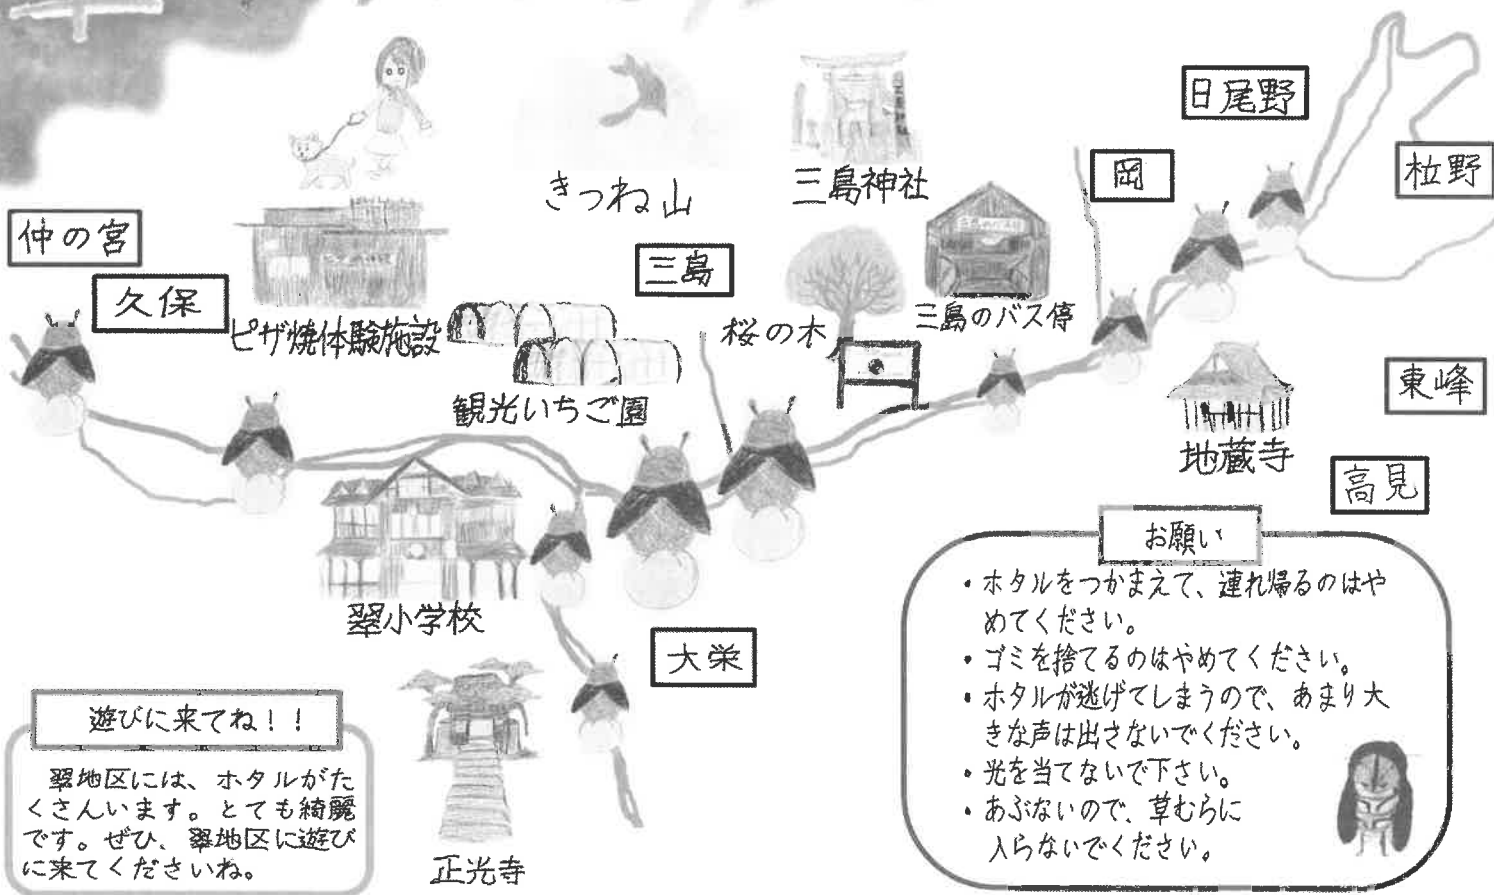 日尾野
岡
柆野
きつね山
三島神社
仲の宮
久保
三島
ピザ焼体験施設
桜の木
三島のバス停
観光いちご園
東峰
地蔵寺
高見
翠小学校
大栄
正光寺
お願い
・ホタルをつかまえて、連れ帰るのはや
めてください。
・ゴミを捨てるのはやめてください。
・ホタルが逃げてしまうので、あまり大
きな声は出さないでください。
・光を当てないで下さい。
・あぶないので、草むらに
入らないでください。
遊びに来てね！！
翠地区には、ホタルがた
くさんいます。とても綺麗
です。ぜひ、翠地区に遊び
に来てくださいね。